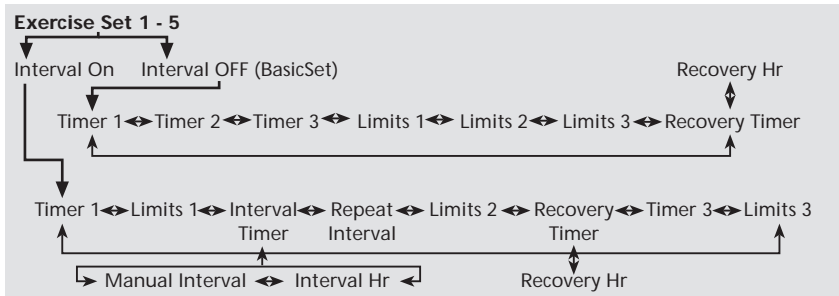 Exercise Set 1 - 5
Interval On Interval OFF (BasicSet) Recovery Hr
Timer 1 Timer 2 Timer 3 Limits 1 Limits 2 Limits 3 Recovery Timer
Timer 1 Limits 1 Interval Repeat Limits 2 Recovery Timer 3 Limits 3
Timer Interval Timer
Manual Interval Interval Hr Recovery Hr